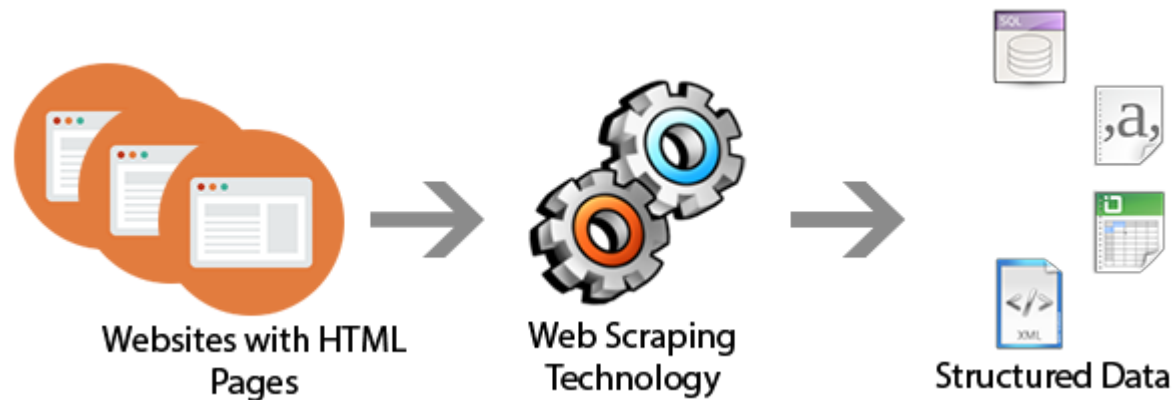 SQL
,a,
</>
XML
Websites with HTML
Pages
Web Scraping
Technology
Structured Data